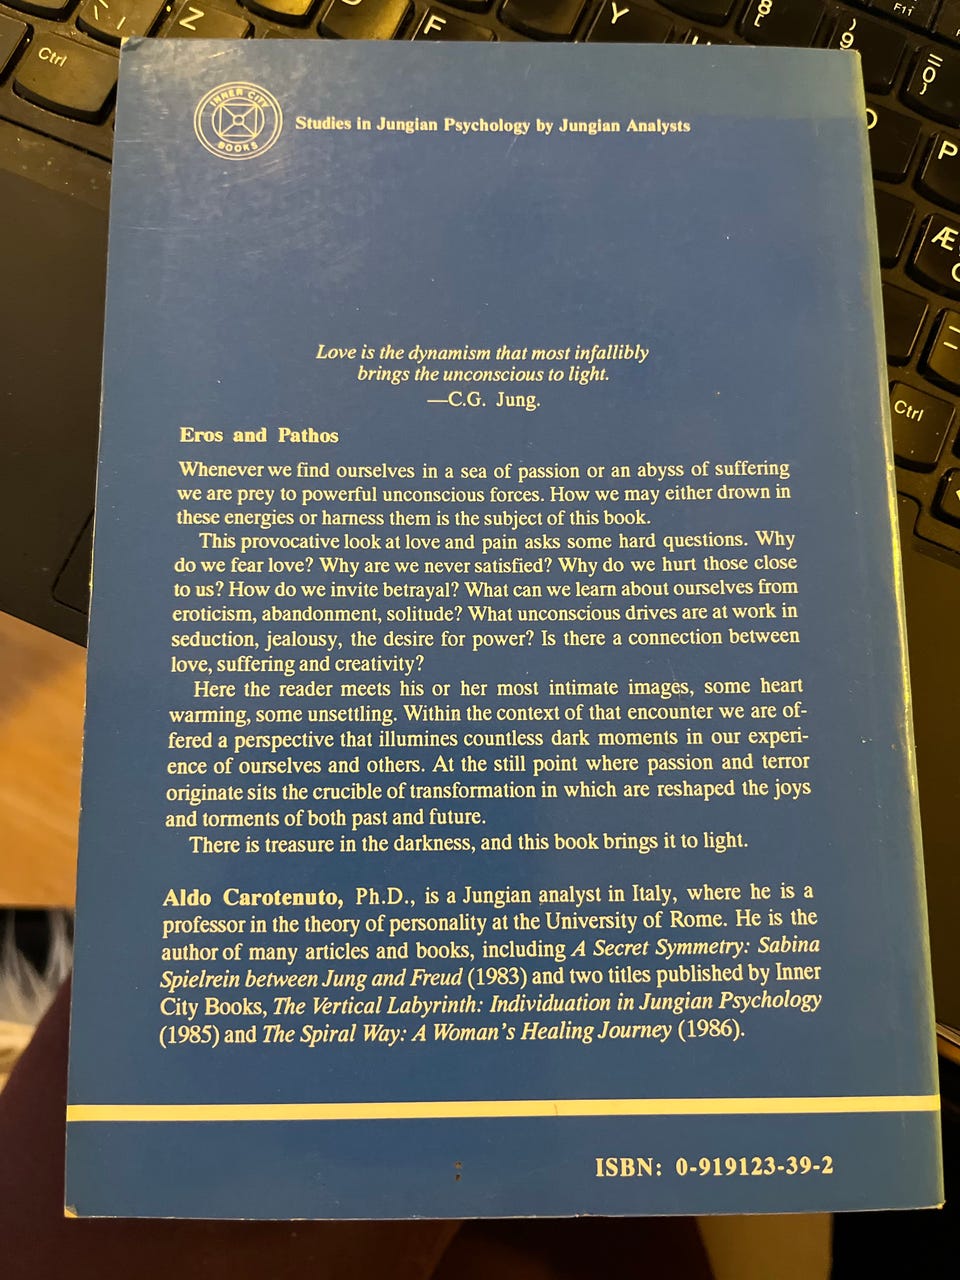 Ctrl
Z
F
Y
8
9
F11
=
0
O
P
Æ
Ctrl
INNER CITY
BOOKS
Studies in Jungian Psychology by Jungian Analysts
Love is the dynamism that most infallibly
brings the unconscious to light.
—C.G. Jung.
Eros and Pathos
Whenever we find ourselves in a sea of passion or an abyss of suffering
we are prey to powerful unconscious forces. How we may either drown in
these energies or harness them is the subject of this book.
This provocative look at love and pain asks some hard questions. Why
do we fear love? Why are we never satisfied? Why do we hurt those close
to us? How do we invite betrayal? What can we learn about ourselves from
eroticism, abandonment, solitude? What unconscious drives are at work in
seduction, jealousy, the desire for power? Is there a connection between
love, suffering and creativity?
Here the reader meets his or her most intimate images, some heart
warming, some unsettling. Within the context of that encounter we are of-
fered a perspective that illumines countless dark moments in our experi-
ence of ourselves and others. At the still point where passion and terror
originate sits the crucible of transformation in which are reshaped the joys
and torments of both past and future.
There is treasure in the darkness, and this book brings it to light.
Aldo Carotenuto, Ph.D., is a Jungian analyst in Italy, where he is a
professor in the theory of personality at the University of Rome. He is the
author of many articles and books, including A Secret Symmetry: Sabina
Spielrein between Jung and Freud (1983) and two titles published by Inner
City Books, The Vertical Labyrinth: Individuation in Jungian Psychology
(1985) and The Spiral Way: A Woman's Healing Journey (1986).
ISBN: 0-919123-39-2